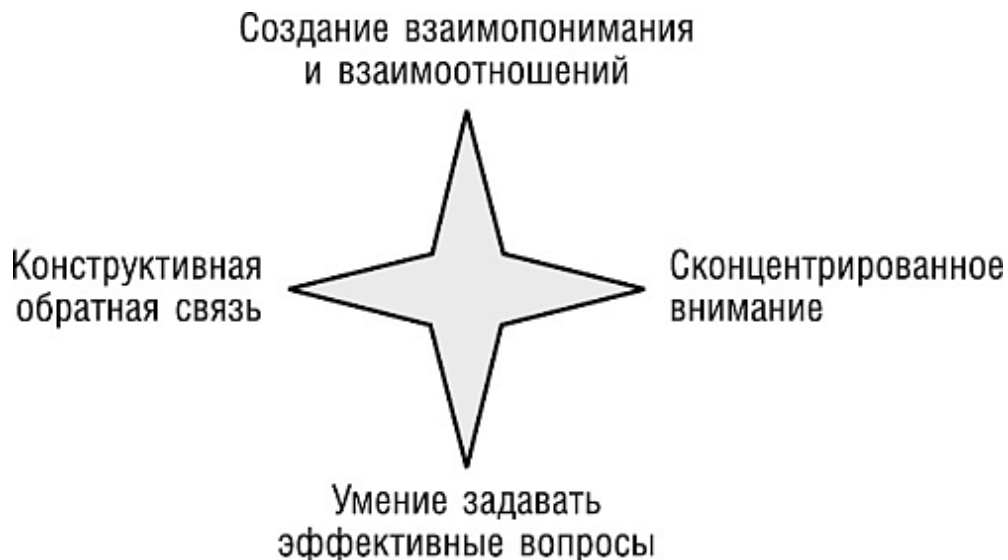 Создание взаимопонимания
и взаимоотношений
Конструктивная
обратная связь
Сконцентрированное
внимание
Умение задавать
эффективные вопросы